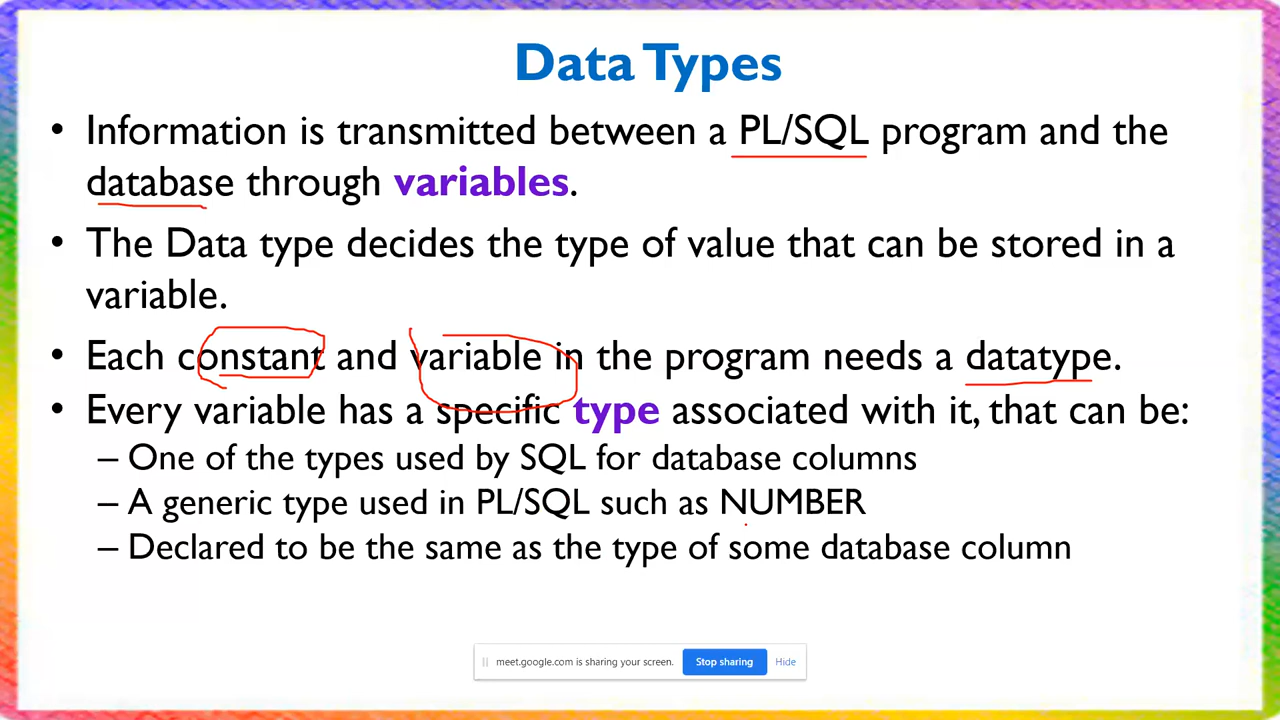 Data Types
• Information is transmitted between a PL/SQL program and the
database through variables.
• The Data type decides the type of value that can be stored in a
variable.
• Each constant and variable in the program needs a datatype.
• Every variable has a specific type associated with it, that can be:
– One of the types used by SQL for database columns
– A generic type used in PL/SQL such as NUMBER
– Declared to be the same as the type of some database column
meet.google.com is sharing your screen. Stop sharing Hide